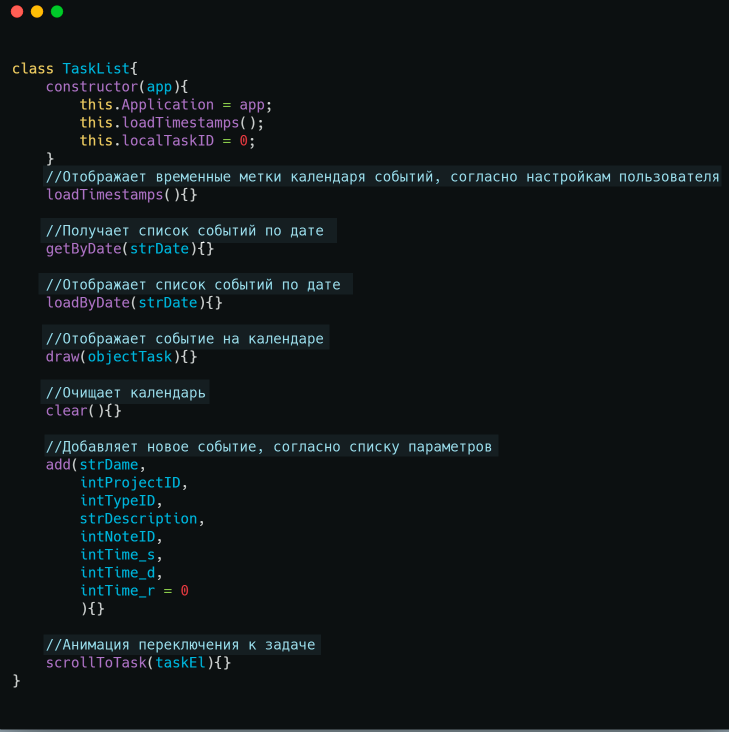 class TaskList{
constructor(app){
this.Application = app;
this.loadTimestamps();
this.localTaskID = 0;
}
//Отображает временные метки календаря событий, согласно настройкам пользователя
loadTimestamps(){}
//Получает список событий по дате
getByDate(strDate){}
//Отображает список событий по дате
loadByDate(strDate){}
//Отображает событие на календаре
draw(objectTask){}
//Очищает календарь
clear(){}
//Добавляет новое событие, согласно списку параметров
add(strDame,
intProjectID,
intTypeID,
strDescription,
intNoteID,
intTime_s,
intTime_d,
intTime_r = 0
){}
//Анимация переключения к задаче
scrollToTask(taskEl){}
}